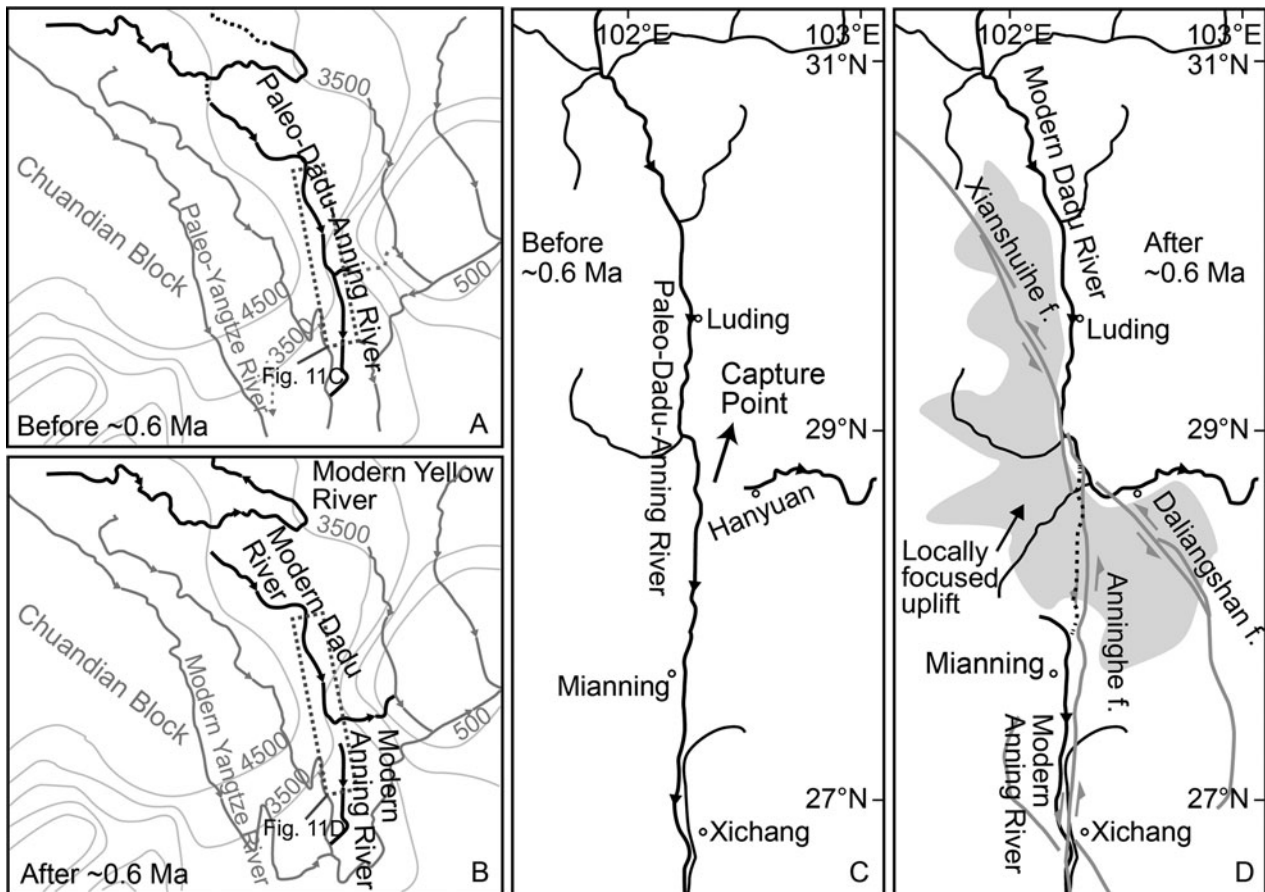 3500
Paleo-Dadu-Anning River
Chuandian Block
Paleo-Yangtze River
4500
3500
500
Fig. 11C
Before ~0.6 Ma
A
Modern Yellow
River
3500
Modern Dadu
River
Chuandian Block
Modern Yangtze River
4500
3500
500
Modern
Anning River
Fig. 11D
After ~0.6 Ma
B
102°E
103°E
31°N
Before
~0.6 Ma
Paleo-Dadu-Anning River
Luding
Capture
Point
29°N
Hanyuan
Mianning
27°N
Xichang
C
102°E
103°E
31°N
Modern Dadu River
Xianshuihe f.
After
~0.6 Ma
Luding
29°N
Locally
focused
uplift
Daliangshan f.
Anninghe f.
Mianning
Modern
Anning River
27°N
Xichang
D